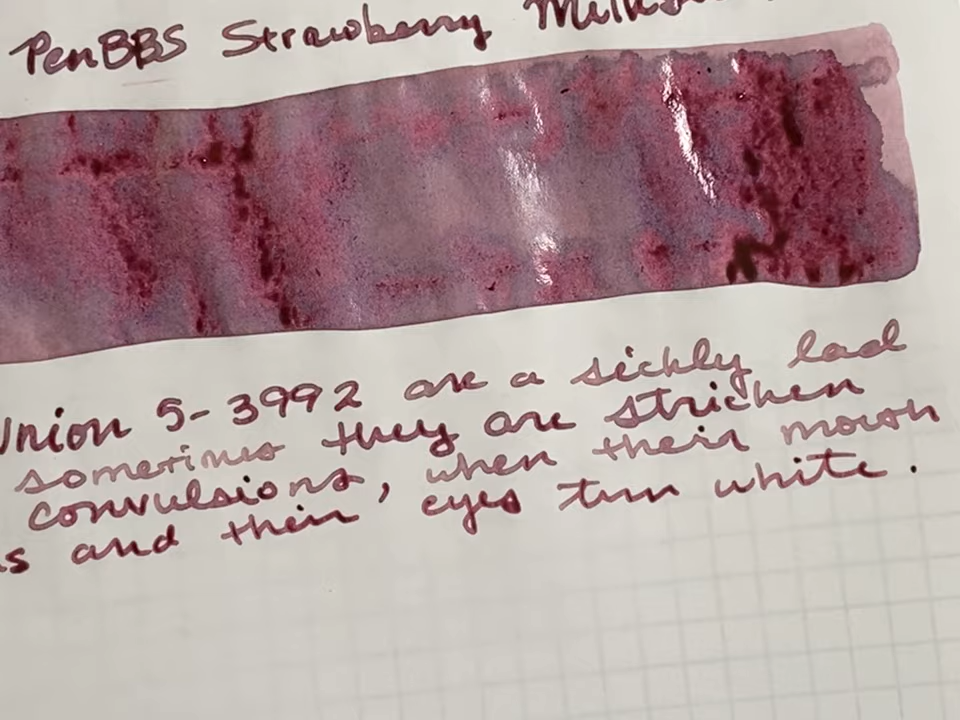 PenBBS Strawberry
Union 5-3992 are a sickly lad
sometimes they are stricken
convulsions, when their mouth
and their eyes turn white.